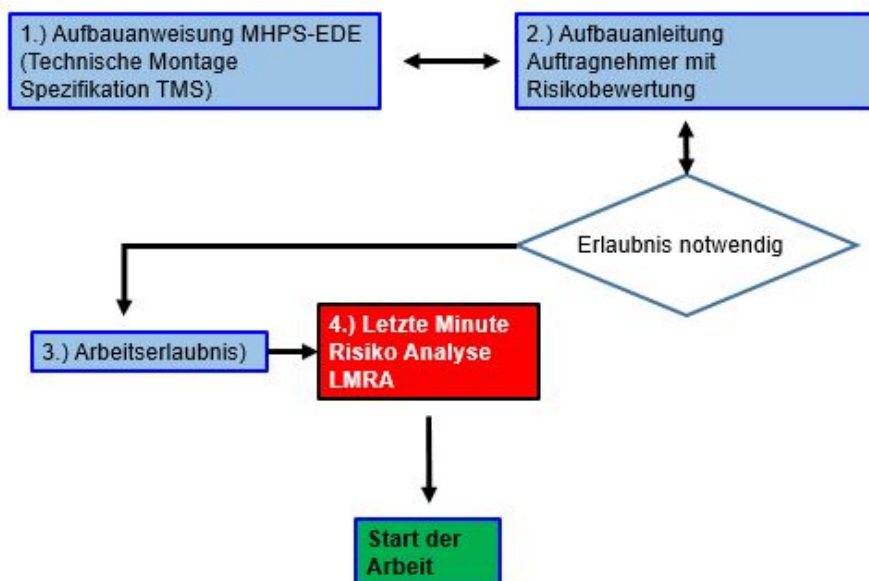 1.) Aufbauanweisung MHPS-EDE
(Technische Montage
Spezifikation TMS)
2.) Aufbauanleitung
Auftragnehmer mit
Risikobewertung
Erlaubnis notwendig
3.) Arbeitserlaubnis)
4.) Letzte Minute
Risiko Analyse
LMRA
Start der
Arbeit